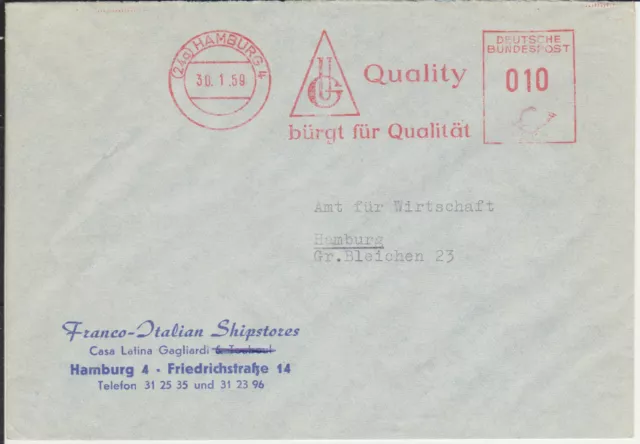 (24a) HAMBURG 4
30.1.59
Quality
bürgt für Qualität
DEUTSCHE
BUNDESPOST
010
Amt für Wirtschaft
Hamburg
Gr.Bleichen 23
Franco-Italian Shipstores
Casa Latina Gagliardi
Hamburg 4 - Friedrichstraße 14
Telefon 31 25 35 und 31 23 96